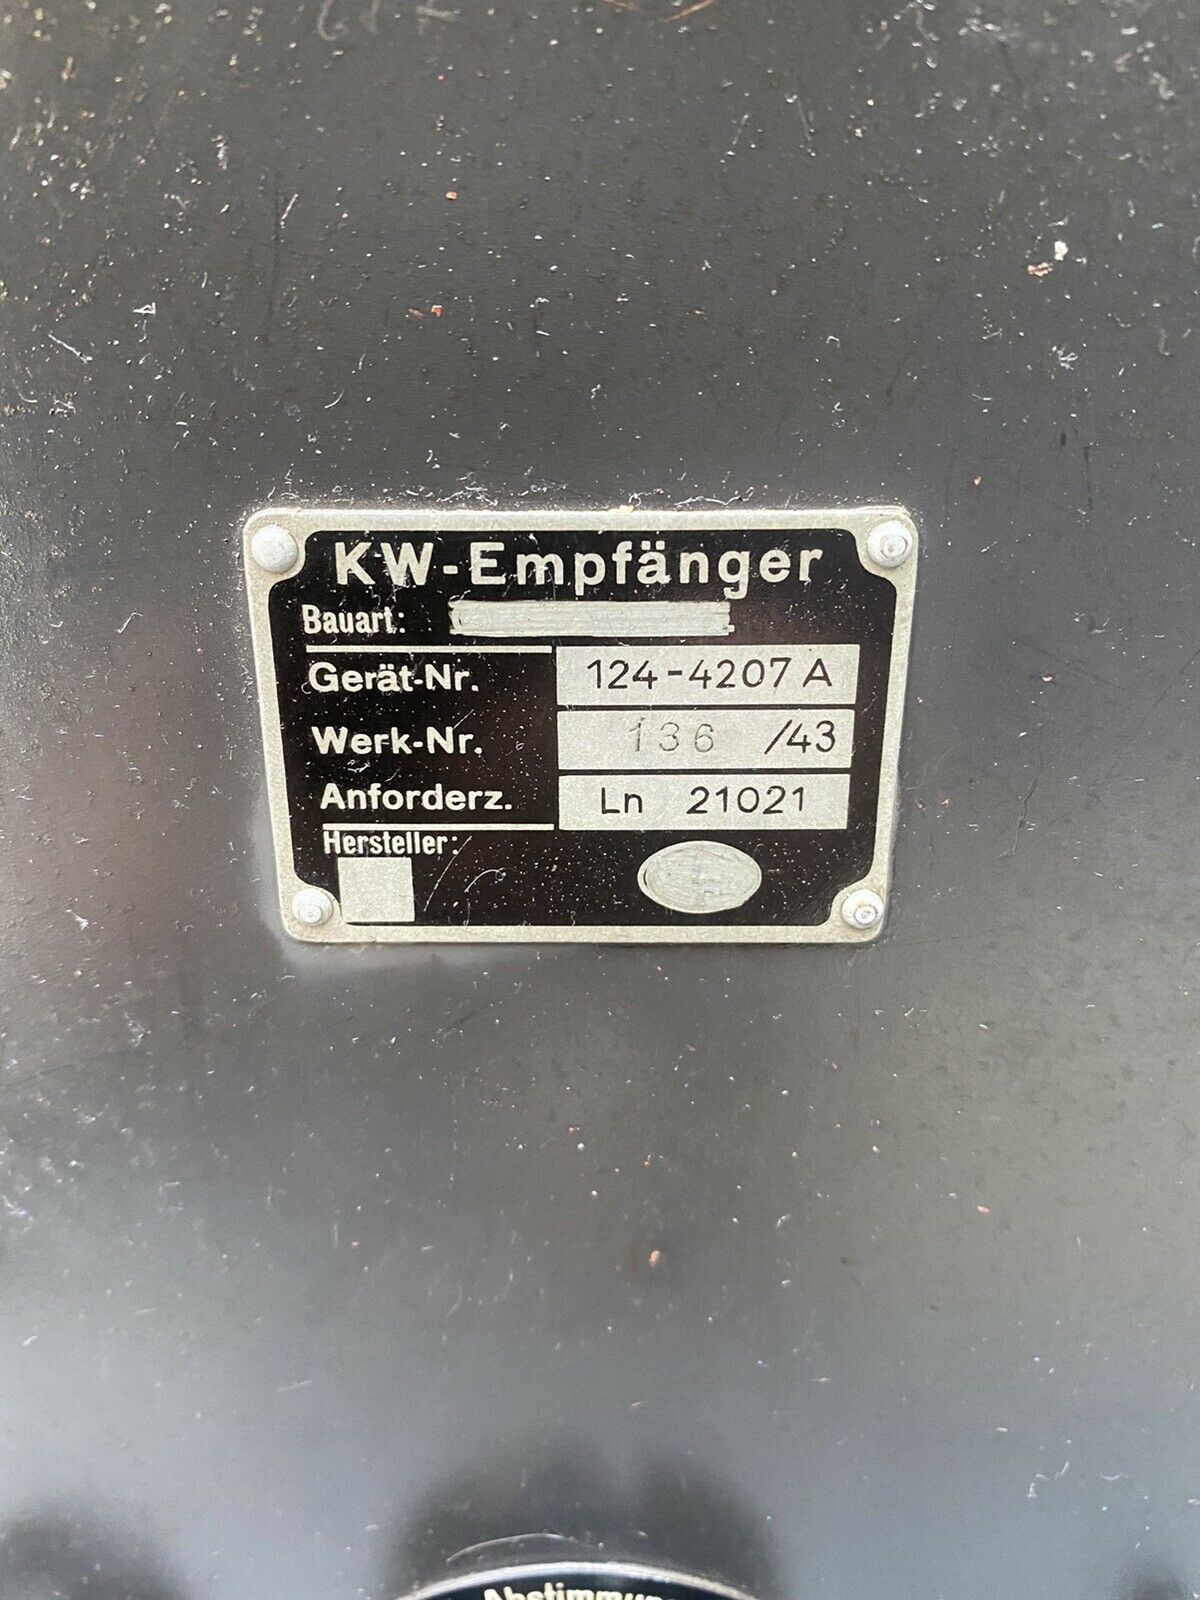 KW-Empfänger
Bauart:
Gerät-Nr. 124-4207 A
Werk-Nr. 136 /43
Anforderz. Ln 21021
Hersteller: